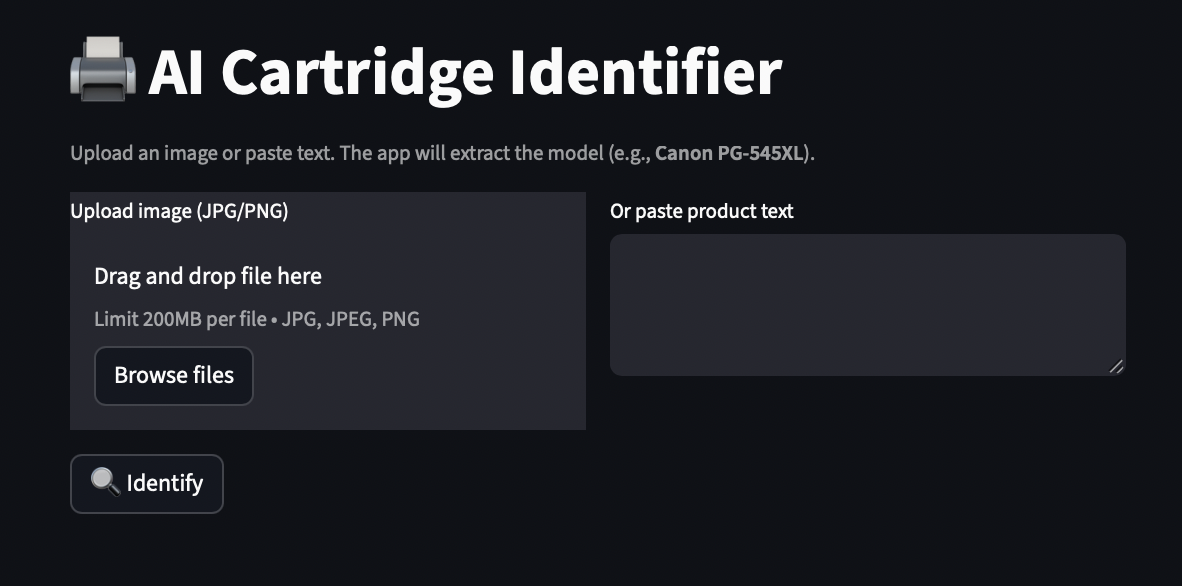 AI Cartridge Identifier
Upload an image or paste text. The app will extract the model (e.g., Canon PG-545XL).
Upload image (JPG/PNG)
Drag and drop file here
Limit 200MB per file • JPG, JPEG, PNG
Browse files
Or paste product text
Identify